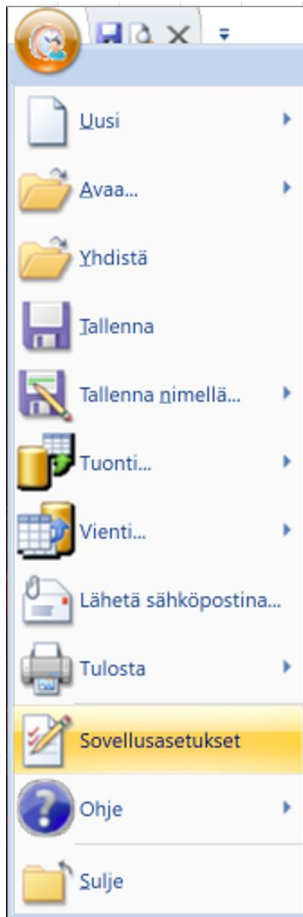 Uusi
Avaa...
Yhdistä
Tallenna
Tallenna nimellä...
Tuonti...
Vienti...
Lähetä sähköpostina...
Tulosta
Sovellusasetukset
Ohje
Sulje